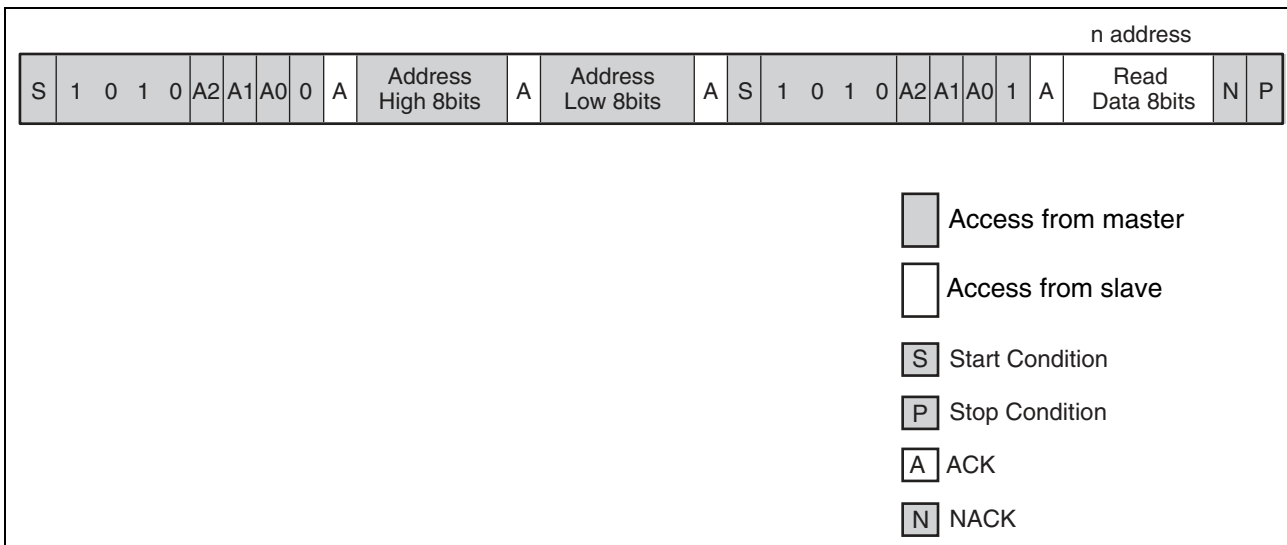 n address
S 1 0 1 0 A2 A1 A0 0 A Address High 8bits A Address Low 8bits A S 1 0 1 0 A2 A1 A0 1 A Read Data 8bits N P
Access from master
Access from slave
S Start Condition
P Stop Condition
A ACK
N NACK